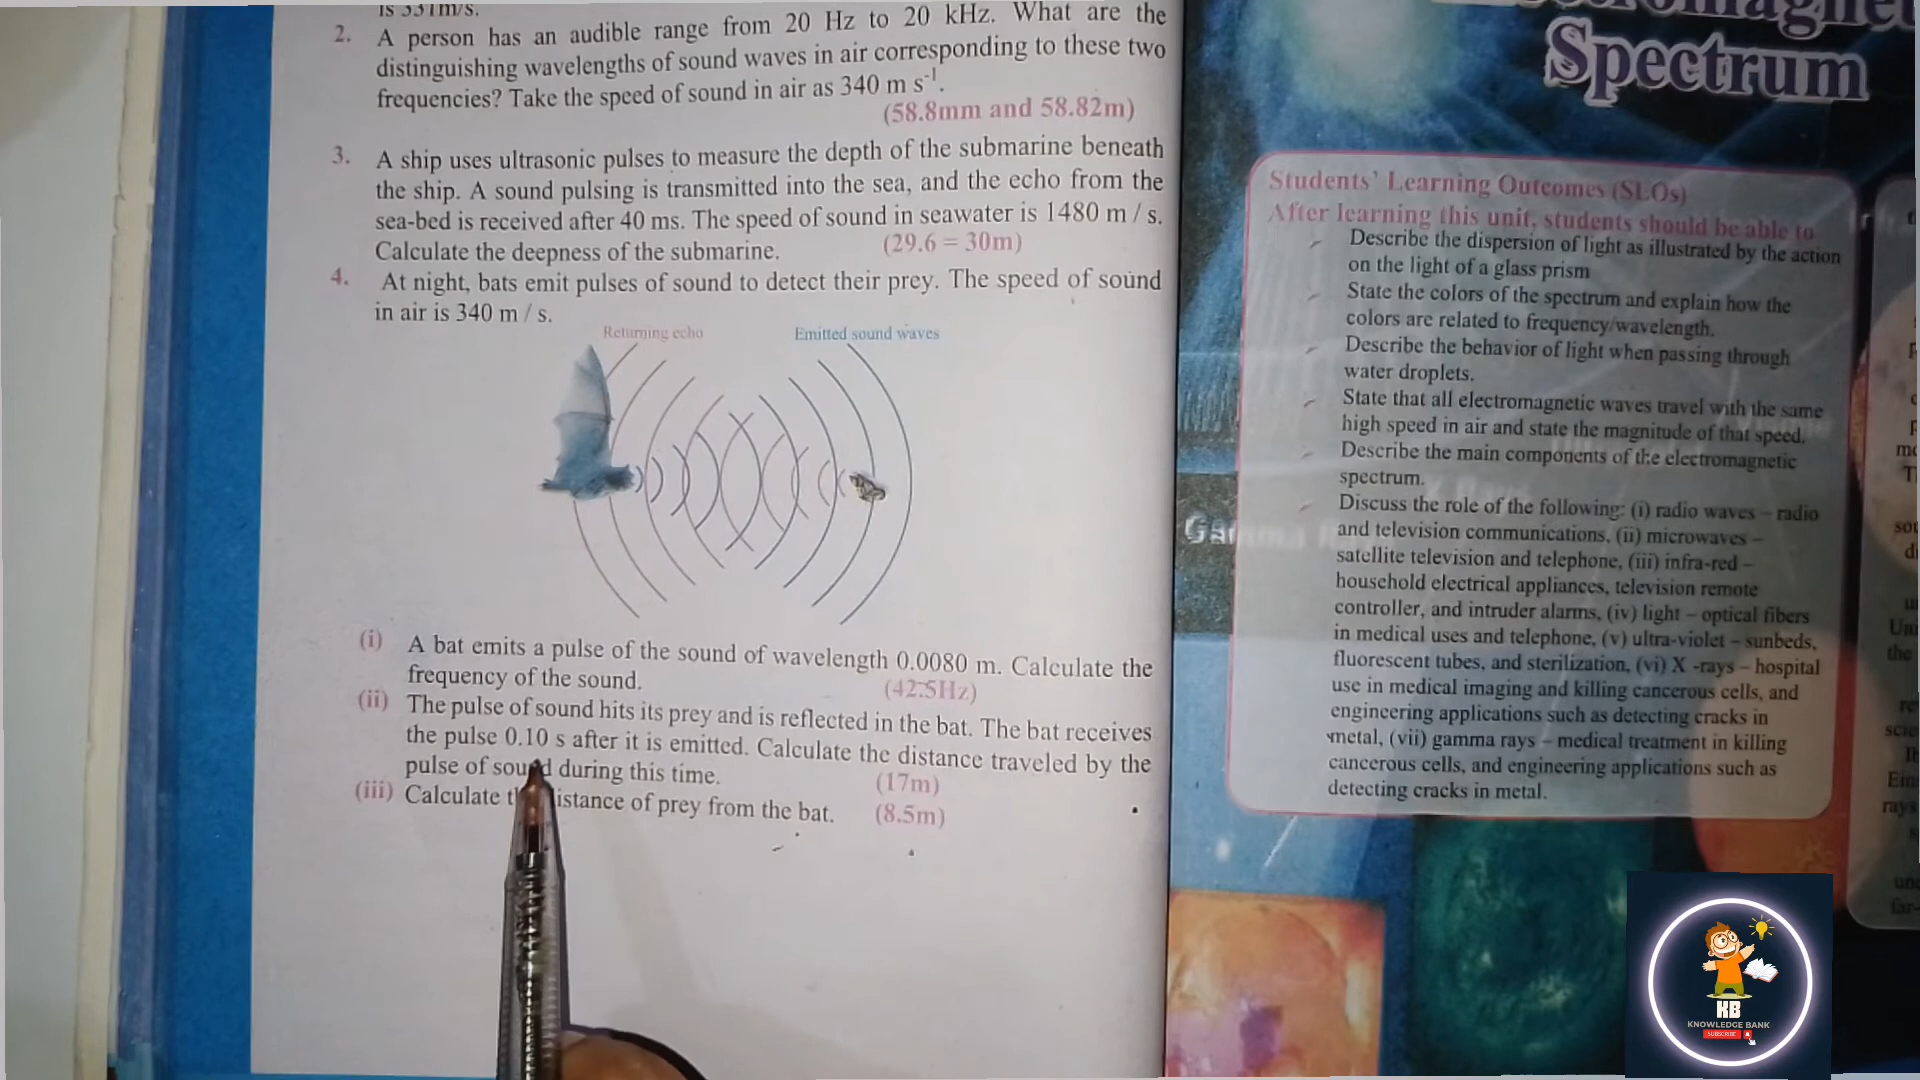 is 331m/s.
2. A person has an audible range from 20 Hz to 20 kHz. What are the
distinguishing wavelengths of sound waves in air corresponding to these two
frequencies? Take the speed of sound in air as 340 m s⁻¹.
(58.8mm and 58.82m)
3. A ship uses ultrasonic pulses to measure the depth of the submarine beneath
the ship. A sound pulsing is transmitted into the sea, and the echo from the
sea-bed is received after 40 ms. The speed of sound in seawater is 1480 m / s.
Calculate the deepness of the submarine. (29.6 = 30m)
4. At night, bats emit pulses of sound to detect their prey. The speed of sound
in air is 340 m / s.
Returning echo
Emitted sound waves
(i) A bat emits a pulse of the sound of wavelength 0.0080 m. Calculate the
frequency of the sound. (42.5Hz)
(ii) The pulse of sound hits its prey and is reflected in the bat. The bat receives
the pulse 0.10 s after it is emitted. Calculate the distance traveled by the
pulse of sound during this time. (17m)
(iii) Calculate distance of prey from the bat. (8.5m)
Spectrum
Students' Learning Outcomes (SLOs)
After learning this unit, students should be able to
Describe the dispersion of light as illustrated by the action
on the light of a glass prism
State the colors of the spectrum and explain how the
colors are related to frequency/wavelength.
Describe the behavior of light when passing through
water droplets.
State that all electromagnetic waves travel with the same
high speed in air and state the magnitude of that speed.
Describe the main components of the electromagnetic
spectrum.
Discuss the role of the following: (i) radio waves – radio
and television communications, (ii) microwaves –
satellite television and telephone, (iii) infra-red –
household electrical appliances, television remote
controller, and intruder alarms, (iv) light – optical fibers
in medical uses and telephone, (v) ultra-violet – sunbeds,
fluorescent tubes, and sterilization, (vi) X -rays – hospital
use in medical imaging and killing cancerous cells, and
engineering applications such as detecting cracks in
metal, (vii) gamma rays – medical treatment in killing
cancerous cells, and engineering applications such as
detecting cracks in metal.
KB
KNOWLEDGE BANK
SUBSCRIBE